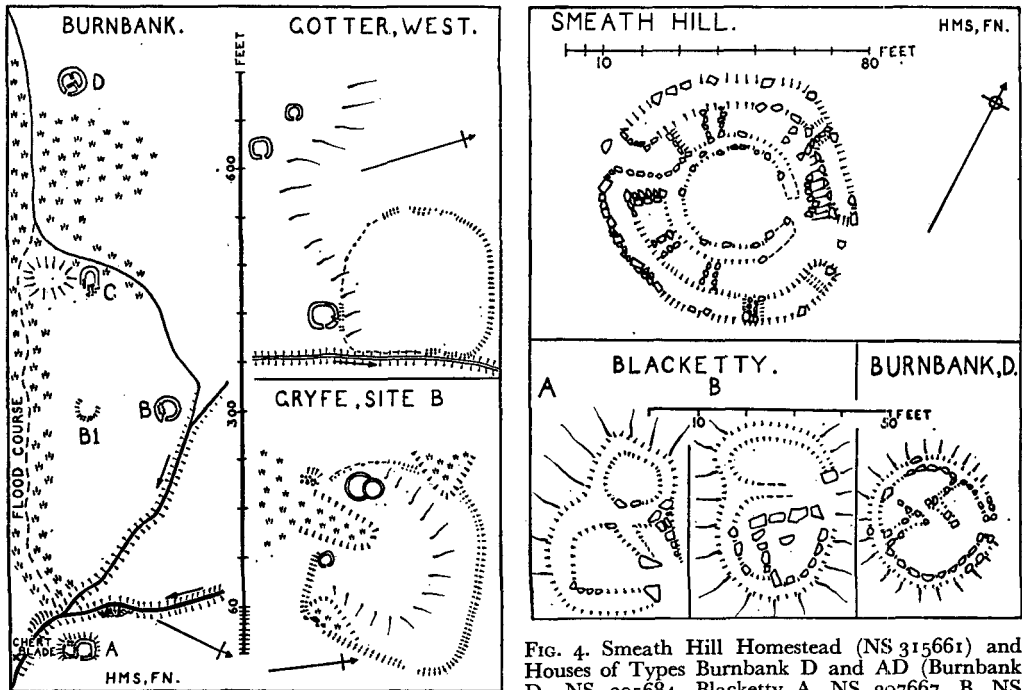 BURNBANK.
D
C
B
B1
FLOOD COURSE
CHERT
BLADE
A
HMS, FN.
FEET
600
300
60
GOTTER, WEST.
GRYFE, SITE B
SMEATH HILL.
HMS, FN.
10
80
FEET
BLACKETTY.
A
B
BURNBANK, D.
10
50
FEET
FIG. 4. Smeath Hill Homestead (NS 315661) and
Houses of Types Burnbank D and AD (Burnbank